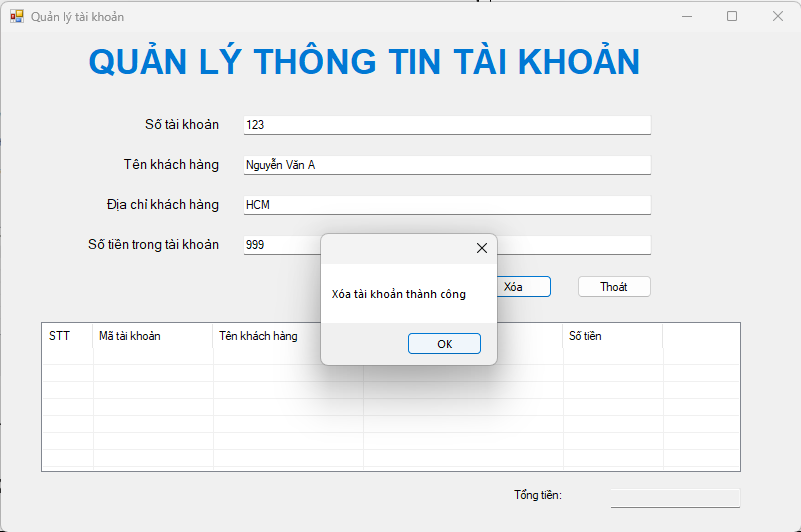 Quản lý tài khoản
QUẢN LÝ THÔNG TIN TÀI KHOẢN
Số tài khoản 123
Tên khách hàng Nguyễn Văn A
Địa chỉ khách hàng HCM
Số tiền trong tài khoản 999
Xóa Thoát
Xóa tài khoản thành công
OK
STT Mã tài khoản Tên khách hàng Số tiền
Tổng tiền: